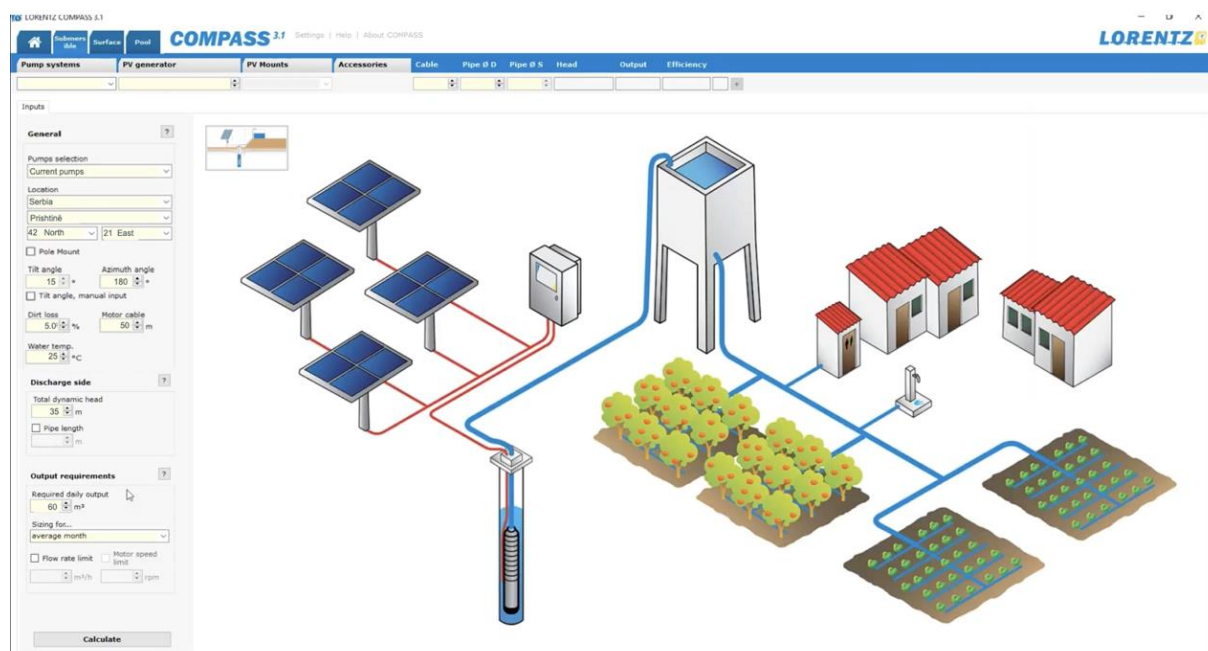 LORENTZ COMPASS 3.1
Submers ible
Surface
Pool
COMPASS 3.1
Settings | Help | About COMPASS
LORENTZ
Pump systems
PV generator
PV Mounts
Accessories
Cable
Pipe Ø D
Pipe Ø S
Head
Output
Efficiency
Inputs
General
?
Pumps selection
Current pumps
Location
Serbia
Prishtinë
42 North
21 East
Pole Mount
Tilt angle
Azimuth angle
15 °
180 °
Tilt angle, manual input
Dirt loss
Motor cable
5.0 %
50 m
Water temp.
25 °C
Discharge side
?
Total dynamic head
35 m
Pipe length
m
Output requirements
?
Required daily output
60 m³
Sizing for...
average month
Flow rate limit
Motor speed limit
m³/h
rpm
Calculate